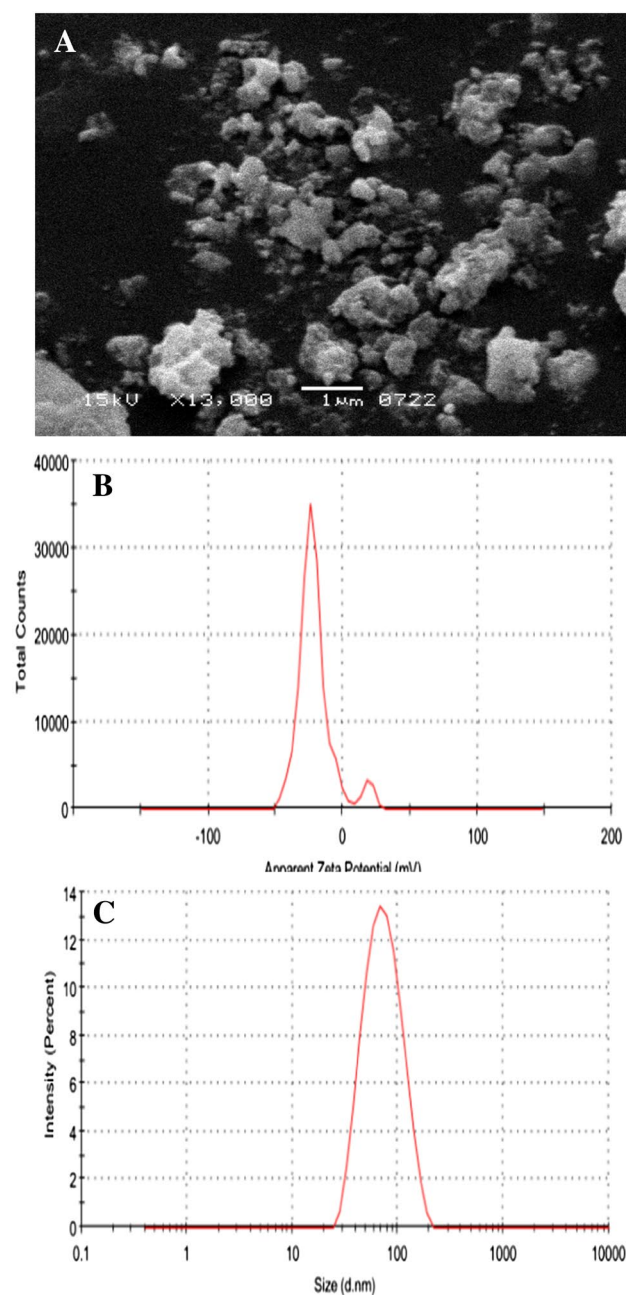 A
15kV X13,000 1µm 0722
B
Total Counts
40000
30000
20000
10000
0
-100 0 100 200
Apparent Zeta Potential (mV)
C
Intensity (Percent)
14
12
10
8
6
4
2
0
0.1 1 10 100 1000 10000
Size (d.nm)